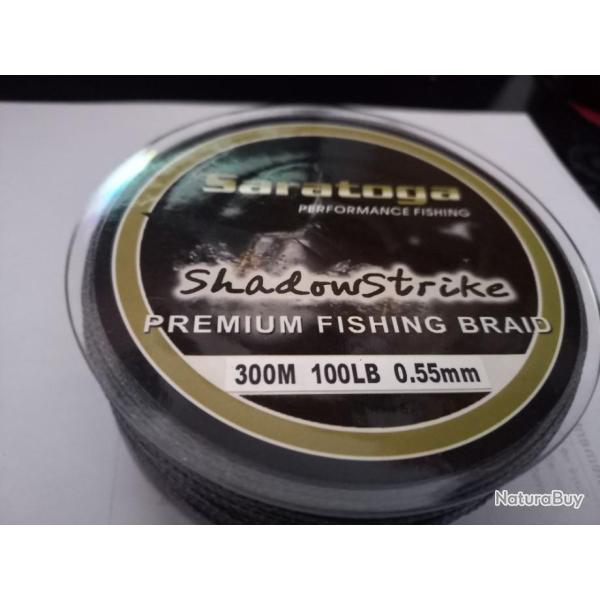 Saratoga
PERFORMANCE FISHING
ShadowStrike
PREMIUM FISHING BRAID
300M 100LB 0.55mm
NaturaBuy